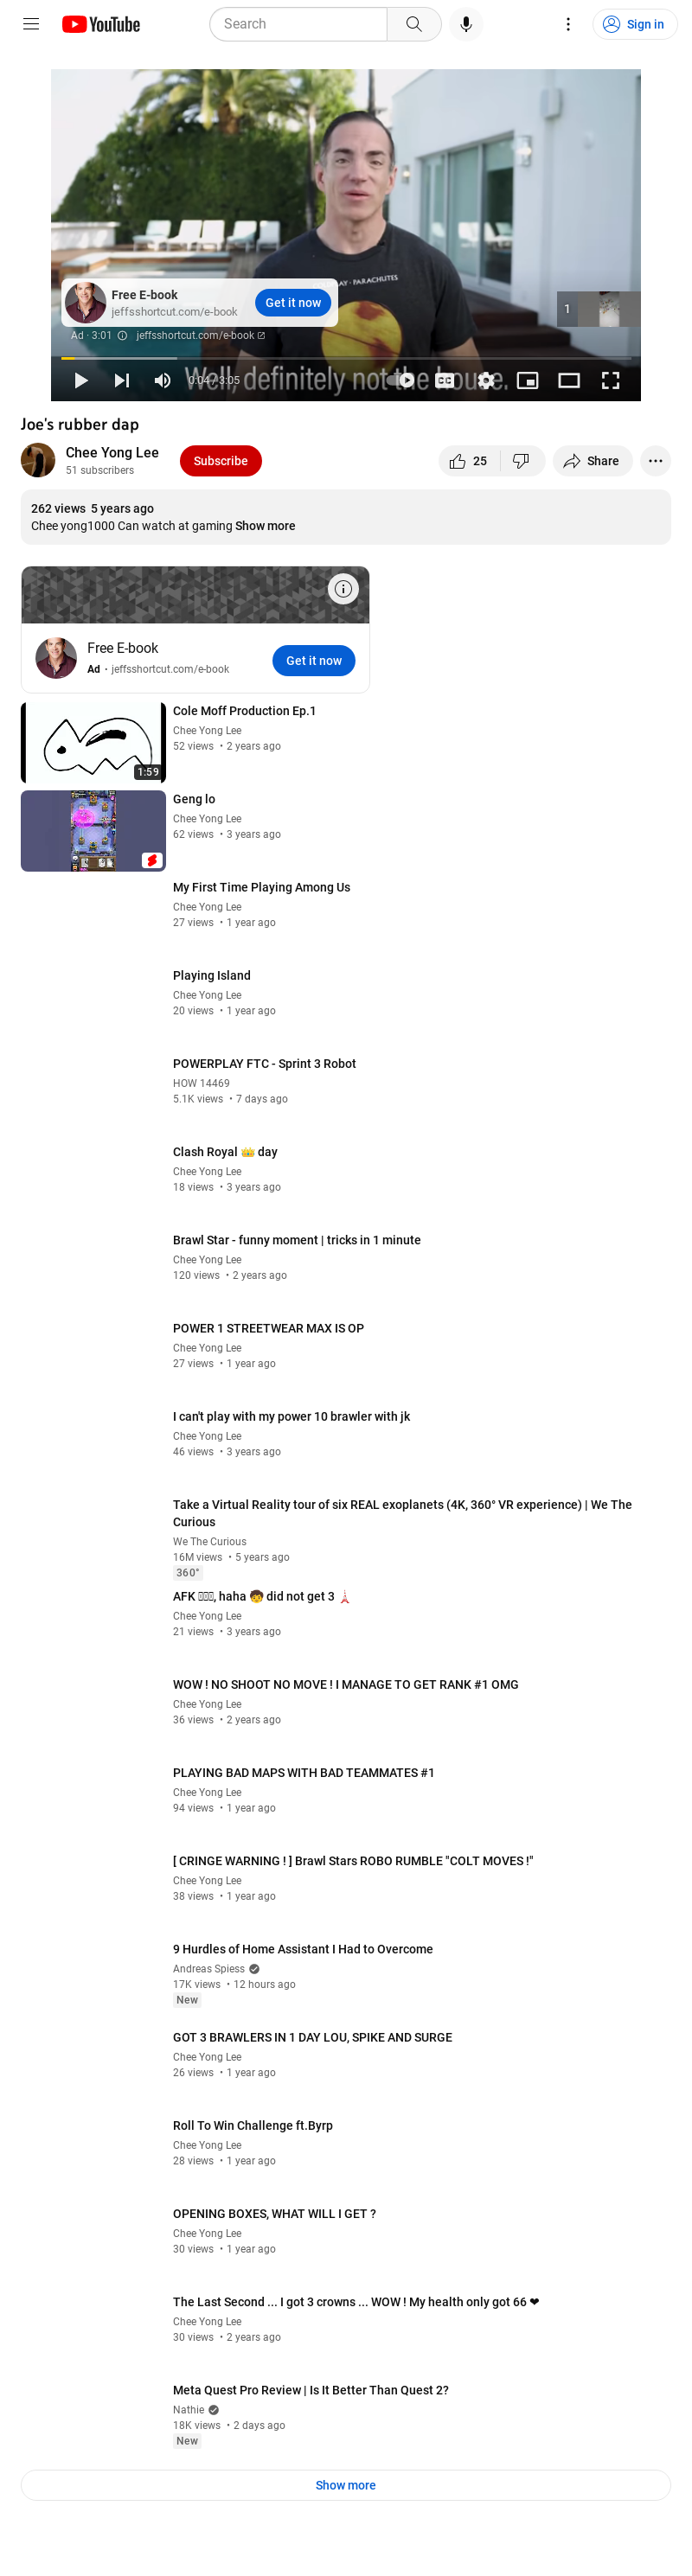 YouTube
Search
Sign in
COLDPLAY · PARACHUTES
Free E-book
jeffsshortcut.com/e-book
Get it now
1
Ad · 3:01 jeffsshortcut.com/e-book
Well, definitely not the house.
0:04 / 3:05
CC
Joe's rubber dap
Chee Yong Lee
51 subscribers
Subscribe
25
Share
262 views 5 years ago
Chee yong1000 Can watch at gaming Show more
Free E-book
Ad · jeffsshortcut.com/e-book
Get it now
Cole Moff Production Ep.1
Chee Yong Lee
52 views • 2 years ago
1:59
Geng lo
Chee Yong Lee
62 views • 3 years ago
My First Time Playing Among Us
Chee Yong Lee
27 views • 1 year ago
Playing Island
Chee Yong Lee
20 views • 1 year ago
POWERPLAY FTC - Sprint 3 Robot
HOW 14469
5.1K views • 7 days ago
Clash Royal 👑 day
Chee Yong Lee
18 views • 3 years ago
Brawl Star - funny moment | tricks in 1 minute
Chee Yong Lee
120 views • 2 years ago
POWER 1 STREETWEAR MAX IS OP
Chee Yong Lee
27 views • 1 year ago
I can't play with my power 10 brawler with jk
Chee Yong Lee
46 views • 3 years ago
Take a Virtual Reality tour of six REAL exoplanets (4K, 360° VR experience) | We The
Curious
We The Curious
16M views • 5 years ago
360°
AFK , haha 🧒 did not get 3 🗼
Chee Yong Lee
21 views • 3 years ago
WOW ! NO SHOOT NO MOVE ! I MANAGE TO GET RANK #1 OMG
Chee Yong Lee
36 views • 2 years ago
PLAYING BAD MAPS WITH BAD TEAMMATES #1
Chee Yong Lee
94 views • 1 year ago
[ CRINGE WARNING ! ] Brawl Stars ROBO RUMBLE "COLT MOVES !"
Chee Yong Lee
38 views • 1 year ago
9 Hurdles of Home Assistant I Had to Overcome
Andreas Spiess
17K views • 12 hours ago
New
GOT 3 BRAWLERS IN 1 DAY LOU, SPIKE AND SURGE
Chee Yong Lee
26 views • 1 year ago
Roll To Win Challenge ft.Byrp
Chee Yong Lee
28 views • 1 year ago
OPENING BOXES, WHAT WILL I GET ?
Chee Yong Lee
30 views • 1 year ago
The Last Second ... I got 3 crowns ... WOW ! My health only got 66 ❤
Chee Yong Lee
30 views • 2 years ago
Meta Quest Pro Review | Is It Better Than Quest 2?
Nathie
18K views • 2 days ago
New
Show more